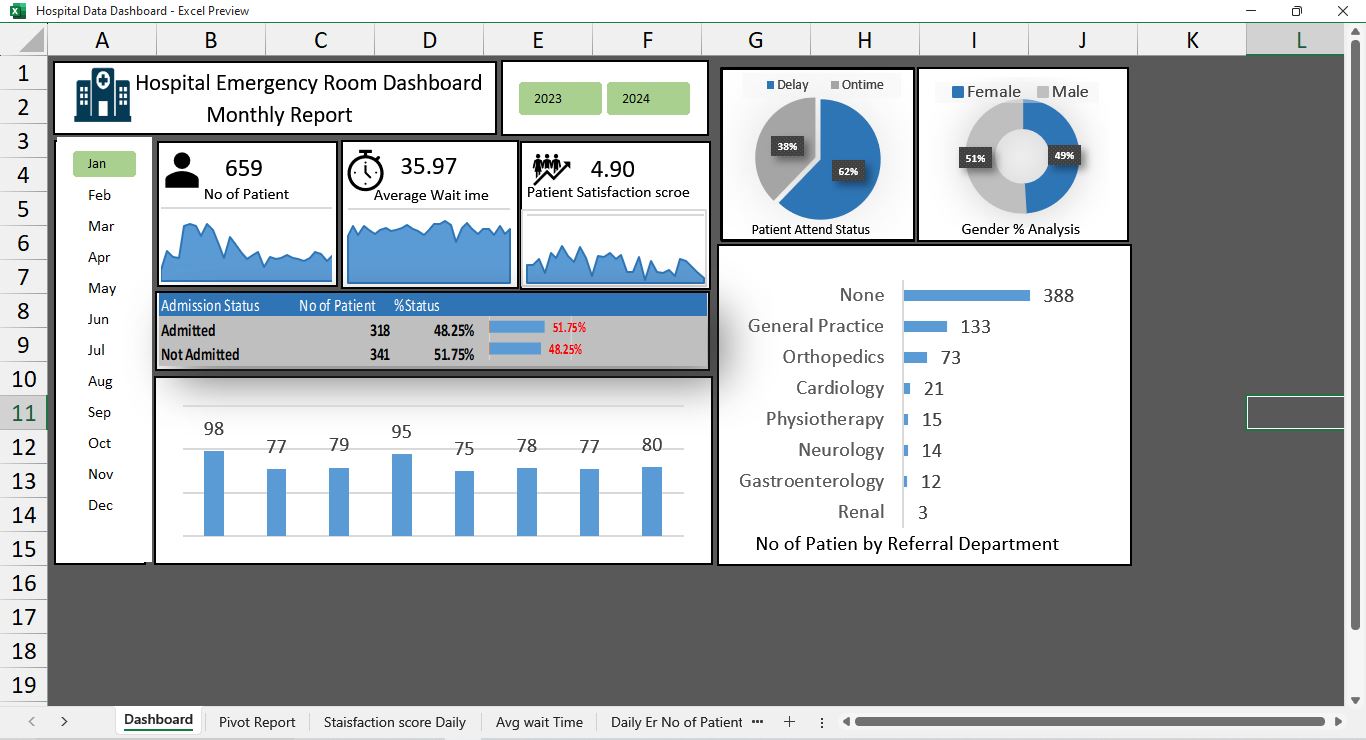 Hospital Data Dashboard - Excel Preview
A B C D E F G H I J K L
1
2
3
4
5
6
7
8
9
10
11
12
13
14
15
16
17
18
19
Hospital Emergency Room Dashboard
Monthly Report
2023 2024
Jan
Feb
Mar
Apr
May
Jun
Jul
Aug
Sep
Oct
Nov
Dec
659
No of Patient
35.97
Average Wait ime
4.90
Patient Satisfaction scroe
Admission Status No of Patient %Status
Admitted 318 48.25% 51.75%
Not Admitted 341 51.75% 48.25%
98 77 79 95 75 78 77 80
Delay Ontime
38%
62%
Patient Attend Status
Female Male
51% 49%
Gender % Analysis
None 388
General Practice 133
Orthopedics 73
Cardiology 21
Physiotherapy 15
Neurology 14
Gastroenterology 12
Renal 3
No of Patien by Referral Department
Dashboard Pivot Report Staisfaction score Daily Avg wait Time Daily Er No of Patient ...